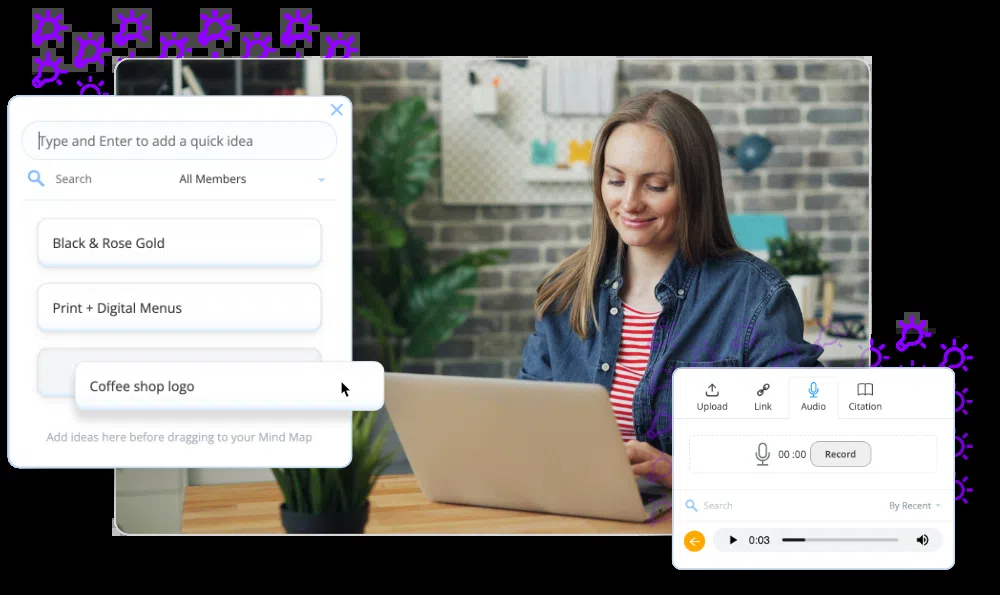 Type and Enter to add a quick idea
Search All Members
Black & Rose Gold
Print + Digital Menus
Coffee shop logo
Add ideas here before dragging to your Mind Map
Upload Link Audio Citation
00 :00 Record
Search By Recent
0:03